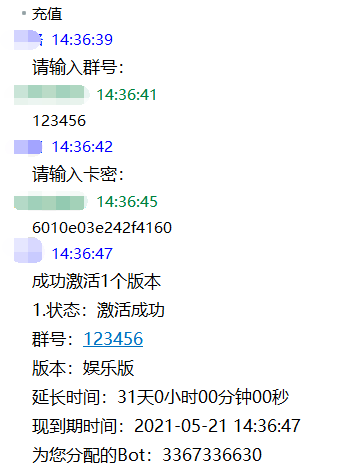 充值
14:36:39
请输入群号:
14:36:41
123456
14:36:42
请输入卡密:
14:36:45
6010e03e242f4160
14:36:47
成功激活1个版本
1.状态：激活成功
群号：123456
版本：娱乐版
延长时间：31天0小时00分钟00秒
现到期时间：2021-05-21 14:36:47
为您分配的Bot：3367336630